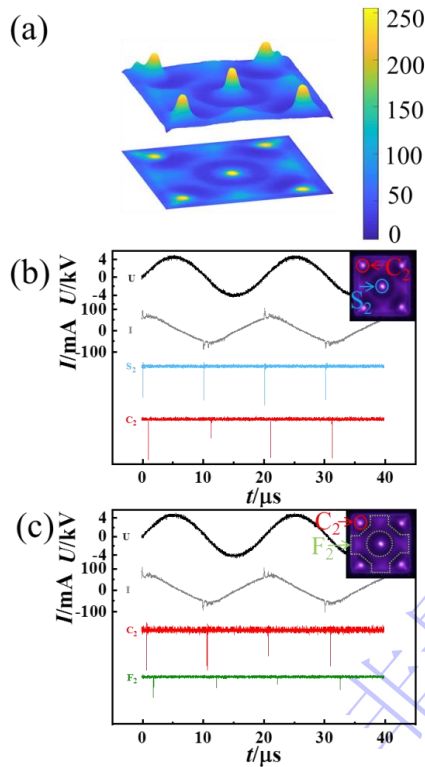 (a)
250
200
150
100
50
0
(b)
U/kV
4
0
-4
U
C₂
S₂
I/mA
100
0
-100
I
S₂
C₂
0 10 20 30 40
t/μs
(c)
U/kV
4
0
-4
U
C₂
F₂
I/mA
100
0
-100
I
C₂
F₂
0 10 20 30 40
t/μs